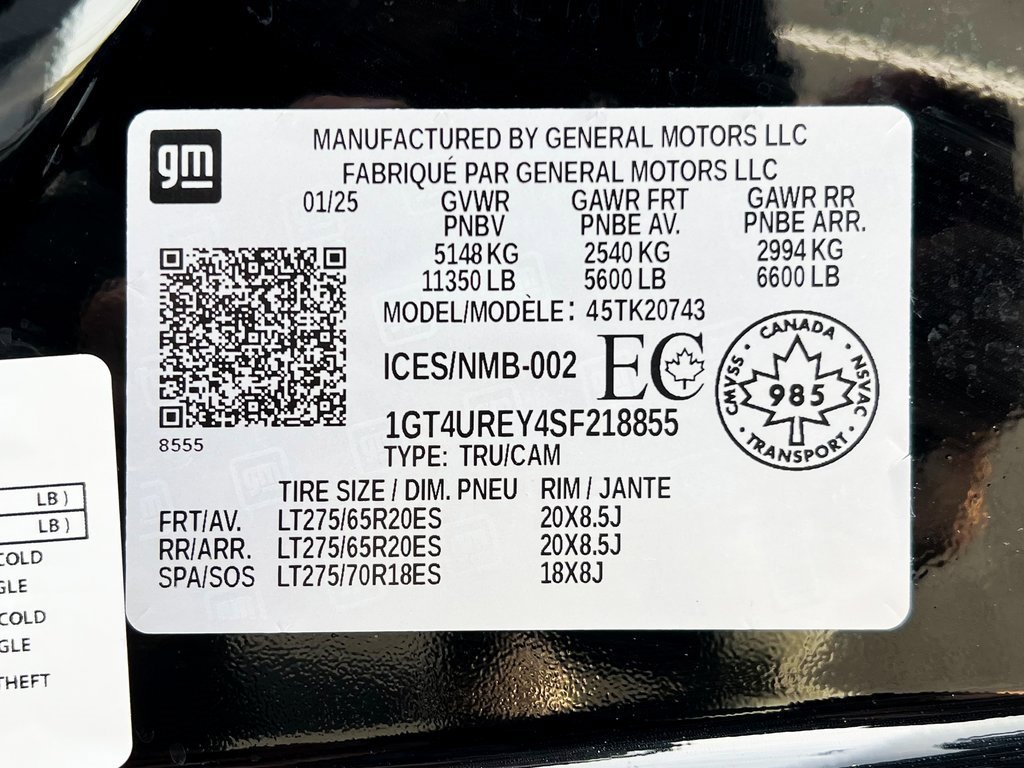 gm
MANUFACTURED BY GENERAL MOTORS LLC
FABRIQUÉ PAR GENERAL MOTORS LLC
01/25 GVWR GAWR FRT GAWR RR
PNBV PNBE AV. PNBE ARR.
5148 KG 2540 KG 2994 KG
11350 LB 5600 LB 6600 LB
MODEL/MODÈLE: 45TK20743
ICES/NMB-002 EC
CANADA
CMVSS · NSVAC
985
TRANSPORT
1GT4UREY4SF218855
8555
TYPE: TRU/CAM
TIRE SIZE / DIM. PNEU RIM / JANTE
FRT/AV. LT275/65R20ES 20X8.5J
RR/ARR. LT275/65R20ES 20X8.5J
SPA/SOS LT275/70R18ES 18X8J
LB )
LB )
COLD
GLE
COLD
GLE
THEFT